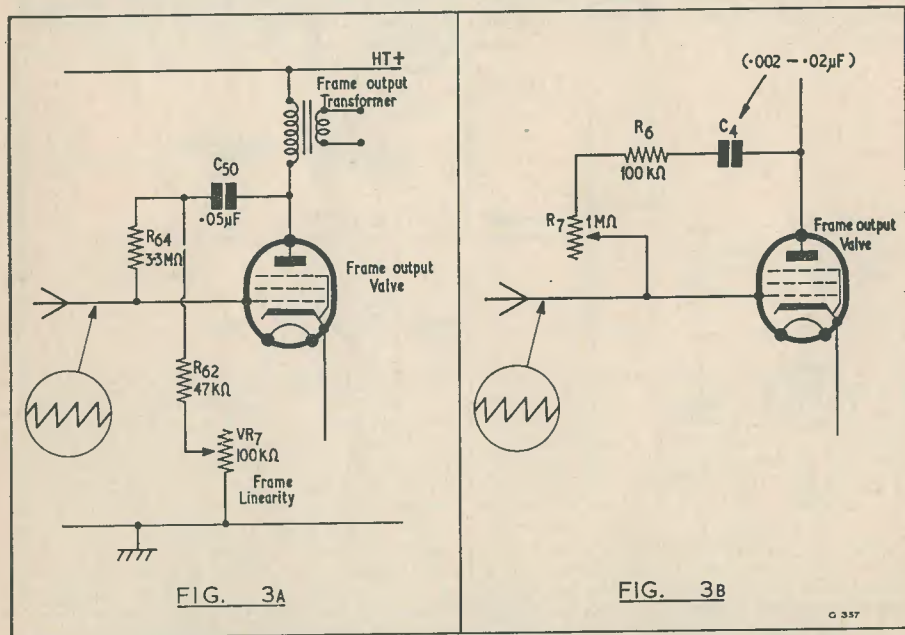 HT+
Frame output
Transformer
C50
.05μF
R64
3.3MΩ
Frame output
Valve
R62
47KΩ
VR7
100KΩ
Frame
Linearity
FIG. 3A
(.002 — .02μF)
R6
100KΩ
C4
R7 1MΩ
Frame output
Valve
FIG. 3B
G 357